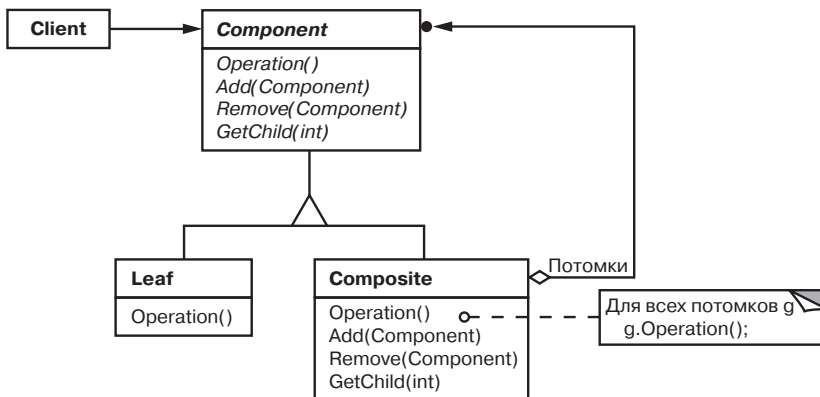 Client
Component
Operation()
Add(Component)
Remove(Component)
GetChild(int)
Leaf
Operation()
Composite
Operation()
Add(Component)
Remove(Component)
GetChild(int)
Потомки
Для всех потомков g
g.Operation();